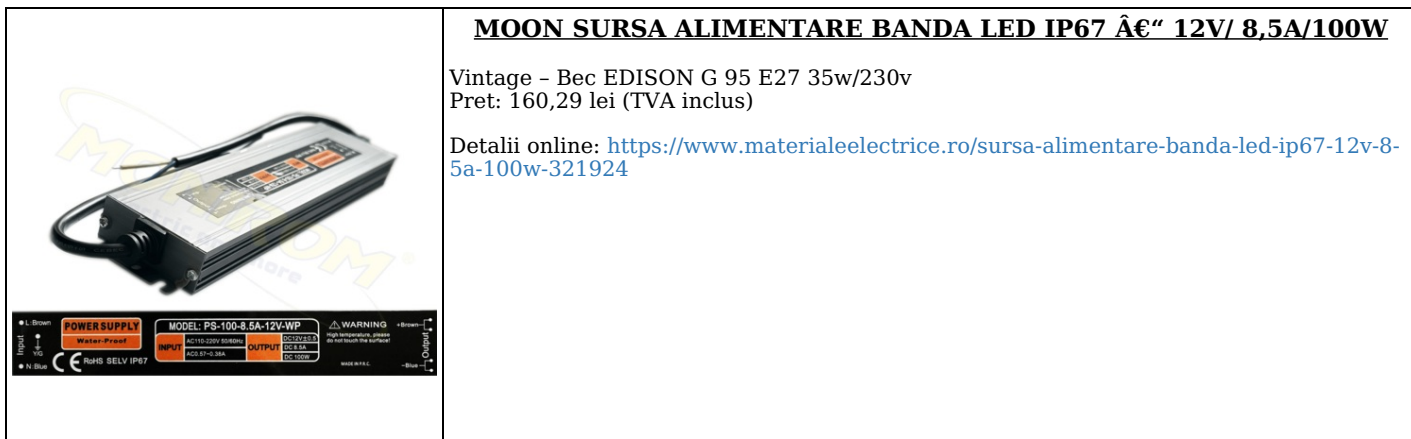 MOON SURSA ALIMENTARE BANDA LED IP67 Â€“ 12V/ 8,5A/100W
Vintage – Bec EDISON G 95 E27 35w/230v
Pret: 160,29 lei (TVA inclus)
Detalii online: https://www.materialeelectrice.ro/sursa-alimentare-banda-led-ip67-12v-8-
5a-100w-321924
L:Brown
Input
Y/G
N:Blue
POWER SUPPLY
Water-Proof
CE RoHS SELV IP67
MODEL: PS-100-8.5A-12V-WP
INPUT
AC110-220V 50/60Hz
AC0.57~0.38A
OUTPUT
DC12V±0.5
DC 8.5A
DC 100W
WARNING
High temperature, please
do not touch the surface!
MADE IN P.R.C.
+Brown
Output
-Blue